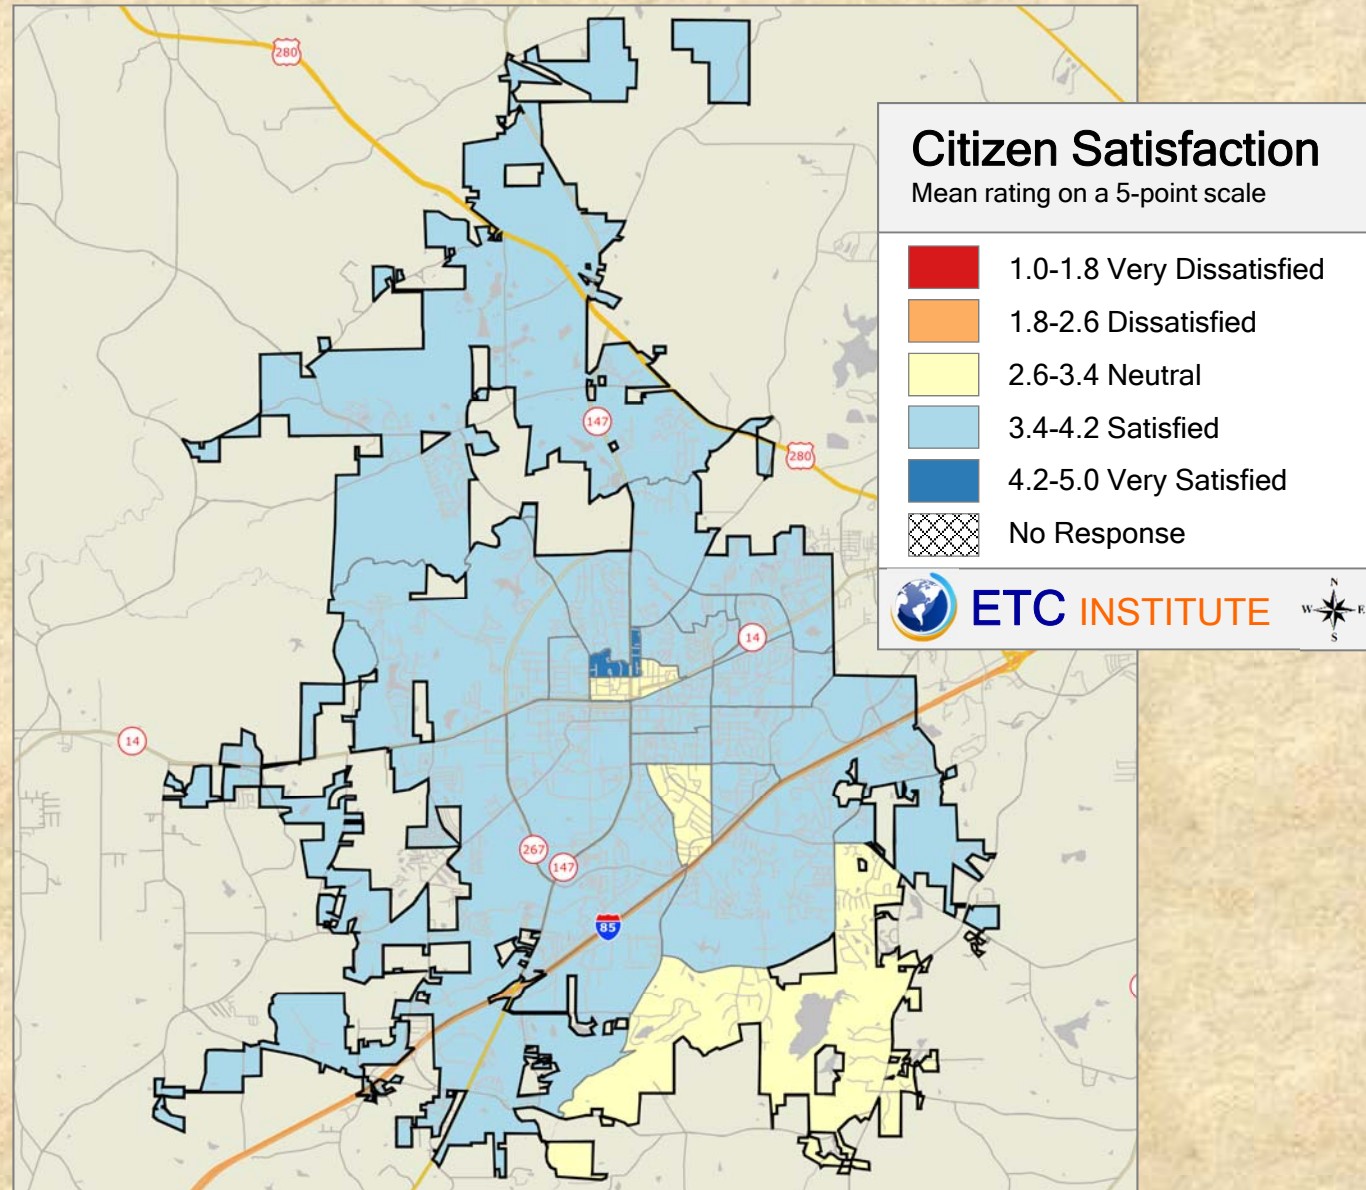 280
Citizen Satisfaction
Mean rating on a 5-point scale
1.0-1.8 Very Dissatisfied
1.8-2.6 Dissatisfied
2.6-3.4 Neutral
3.4-4.2 Satisfied
4.2-5.0 Very Satisfied
No Response
ETC INSTITUTE
N
W
E
S
147
280
14
14
267
147
85